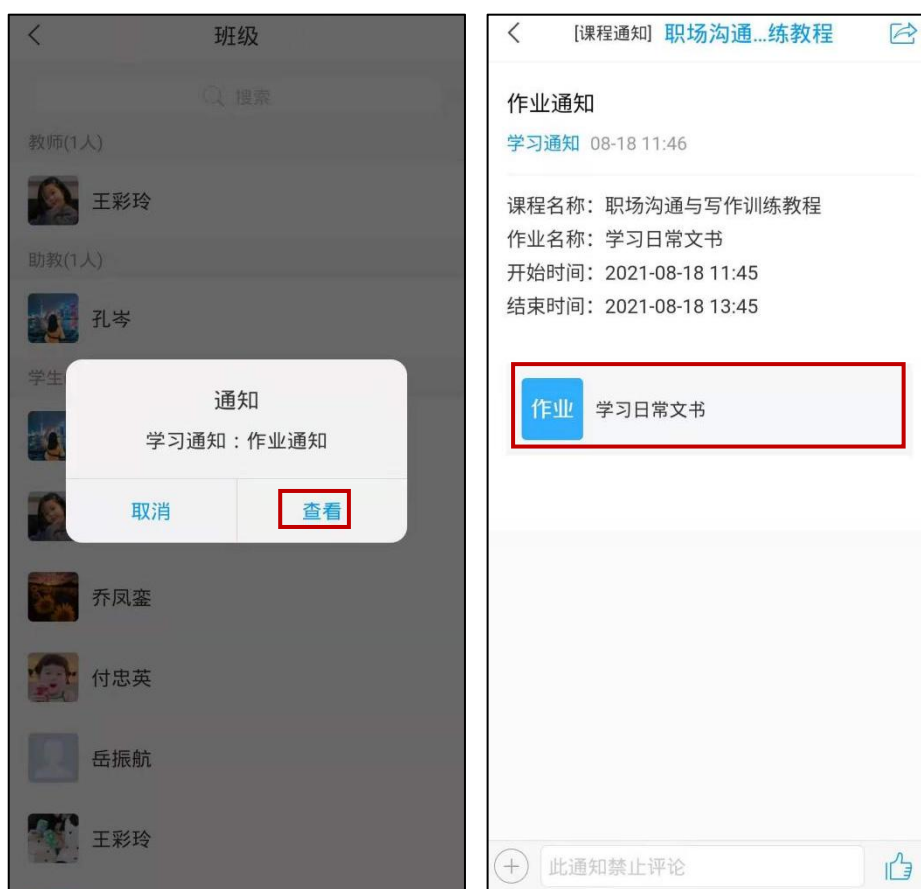 班级
搜索
教师(1人)
王彩玲
助教(1人)
孔岑
学生
通知
学习通知：作业通知
取消
查看
乔凤銮
付忠英
岳振航
王彩玲
[课程通知] 职场沟通...练教程
作业通知
学习通知 08-18 11:46
课程名称：职场沟通与写作训练教程
作业名称：学习日常文书
开始时间：2021-08-18 11:45
结束时间：2021-08-18 13:45
作业 学习日常文书
此通知禁止评论